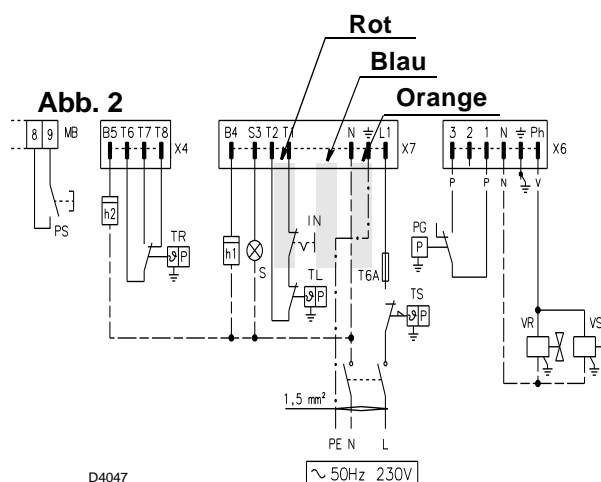 Rot
Blau
Orange
Abb. 2
8 9 MB
B5 T6 T7 T8
X4
B4 S3 T2 T1 N L1
X7
3 2 1 N Ph
X6
P P N V
PS
h2
TR
ϑ P
h1
S
IN
TL
ϑ P
T6A
TS
ϑ P
PG
P
VR
VS
1,5 mm²
PE N L
∼ 50Hz 230V
D4047